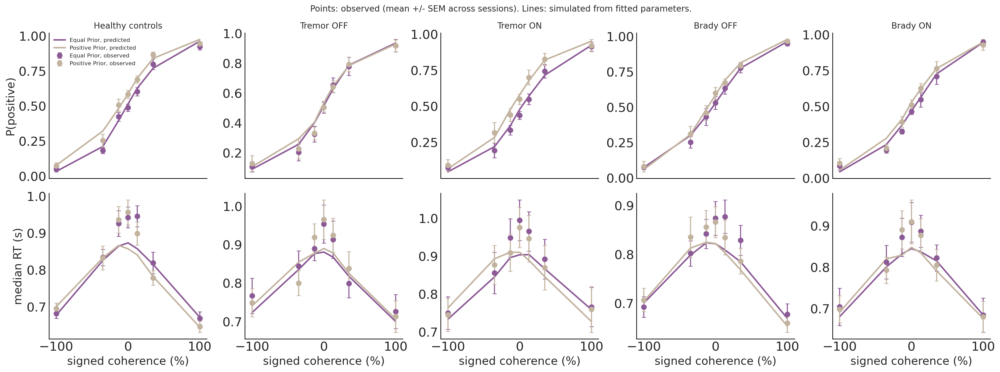 Points: observed (mean +/- SEM across sessions). Lines: simulated from fitted parameters.
Healthy controls
Tremor OFF
Tremor ON
Brady OFF
Brady ON
Equal Prior, predicted
Positive Prior, predicted
Equal Prior, observed
Positive Prior, observed
P(positive)
1.00
0.75
0.50
0.25
0.00
1.0
0.8
0.6
0.4
0.2
1.00
0.75
0.50
0.25
1.00
0.75
0.50
0.25
0.00
1.00
0.75
0.50
0.25
0.00
median RT (s)
1.0
0.9
0.8
0.7
1.0
0.9
0.8
0.7
1.0
0.9
0.8
0.7
0.9
0.8
0.7
0.9
0.8
0.7
−100 0 100
−100 0 100
−100 0 100
−100 0 100
−100 0 100
signed coherence (%)
signed coherence (%)
signed coherence (%)
signed coherence (%)
signed coherence (%)